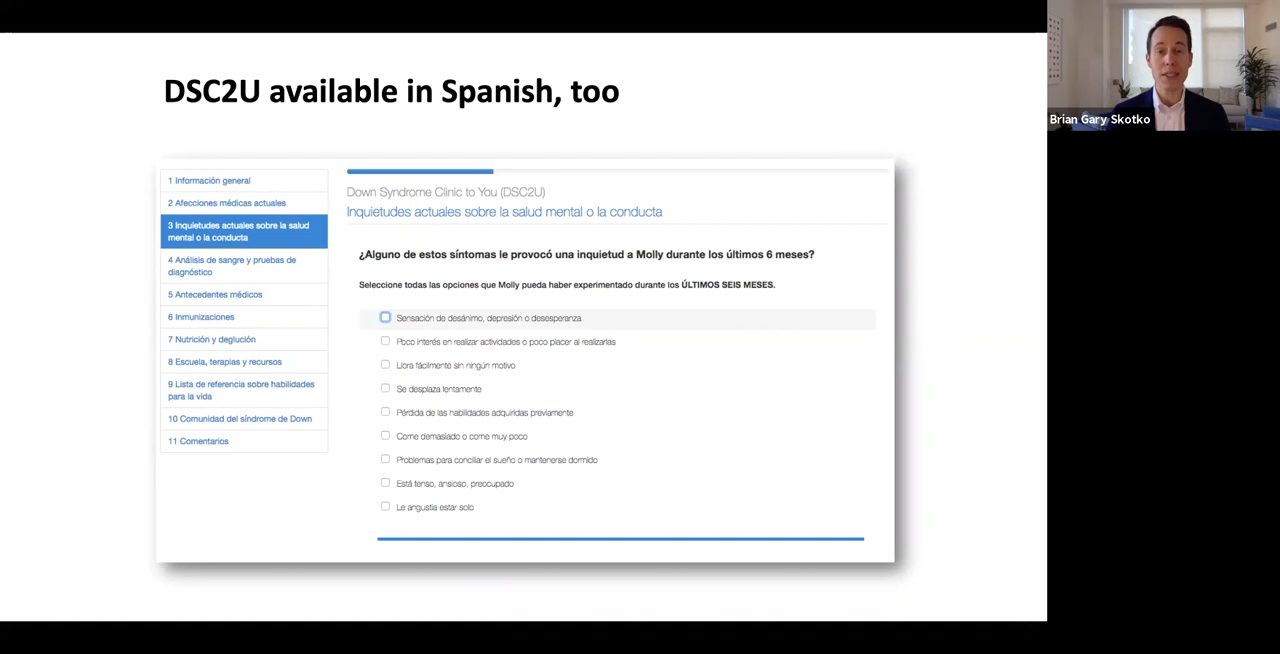 DSC2U available in Spanish, too
Brian Gary Skotko
1 Información general
2 Afecciones médicas actuales
3 Inquietudes actuales sobre la salud
mental o la conducta
4 Análisis de sangre y pruebas de
diagnóstico
5 Antecedentes médicos
6 Inmunizaciones
7 Nutrición y deglución
8 Escuela, terapias y recursos
9 Lista de referencia sobre habilidades
para la vida
10 Comunidad del síndrome de Down
11 Comentarios
Down Syndrome Clinic to You (DSC2U)
Inquietudes actuales sobre la salud mental o la conducta
¿Alguno de estos síntomas le provocó una inquietud a Molly durante los últimos 6 meses?
Seleccione todas las opciones que Molly pueda haber experimentado durante los ÚLTIMOS SEIS MESES.
Sensación de desánimo, depresión o desesperanza
Poco interés en realizar actividades o poco placer al realizarlas
Llora fácilmente sin ningún motivo
Se desplaza lentamente
Pérdida de las habilidades adquiridas previamente
Come demasiado o come muy poco
Problemas para conciliar el sueño o mantenerse dormido
Está tenso, ansioso, preocupado
Le angustia estar solo